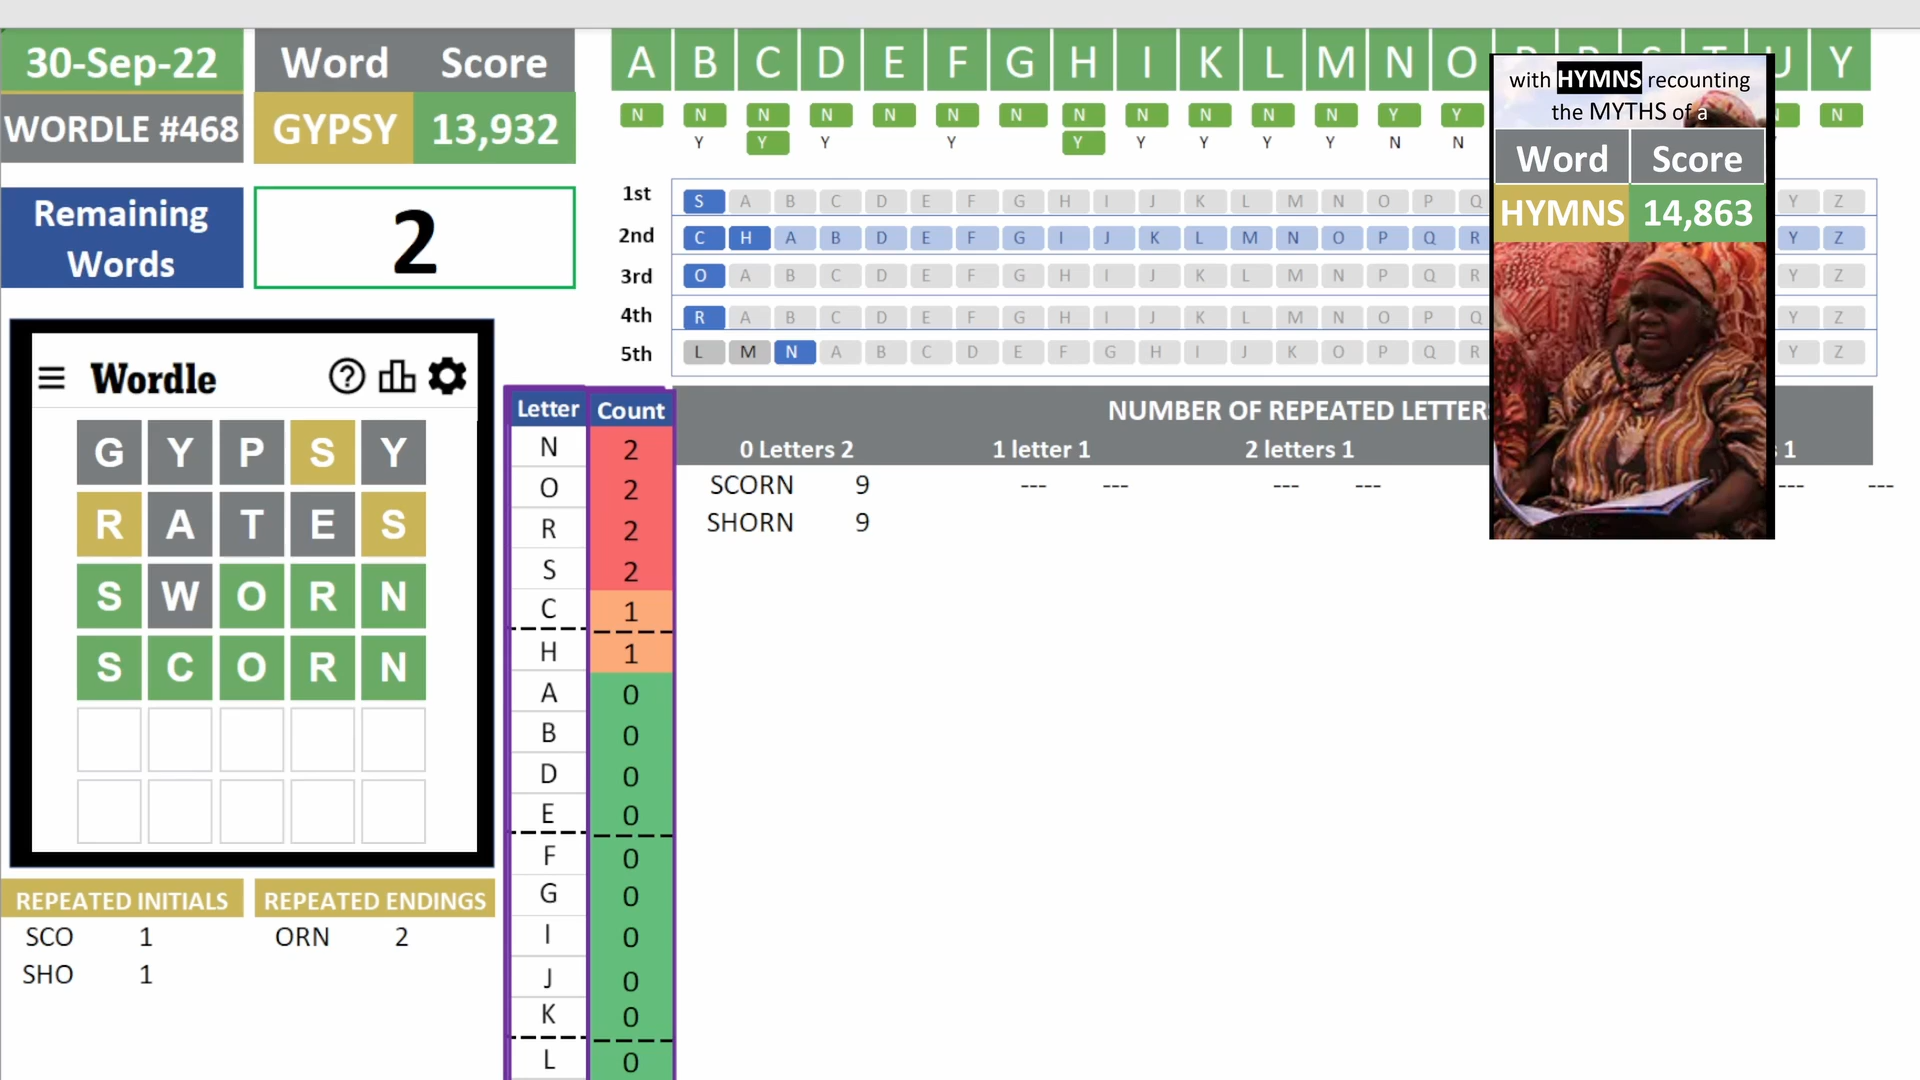 30-Sep-22
WORDLE #468
Word Score
GYPSY 13,932
Remaining
Words
2
A B C D E F G H I K L M N O U Y
N N N N N N N N N N N N Y Y N
Y Y Y Y Y Y Y Y Y N N
1st S A B C D E F G H I J K L M N O P Q Y Z
2nd C H A B D E F G I J K L M N O P Q R Y Z
3rd O A B C D E F G H I J K L M N P Q R Y Z
4th R A B C D E F G H I J K L M N O P Q Y Z
5th L M N A B C D E F G H I J K O P Q R Y Z
with HYMNS recounting
the MYTHS of a
Word Score
HYMNS 14,863
Wordle
G Y P S Y
R A T E S
S W O R N
S C O R N
Letter Count
N 2
O 2
R 2
S 2
C 1
H 1
A 0
B 0
D 0
E 0
F 0
G 0
I 0
J 0
K 0
L 0
NUMBER OF REPEATED LETTER
0 Letters 2 1 letter 1 2 letters 1 1
SCORN 9 --- --- --- --- --- ---
SHORN 9
REPEATED INITIALS
SCO 1
SHO 1
REPEATED ENDINGS
ORN 2